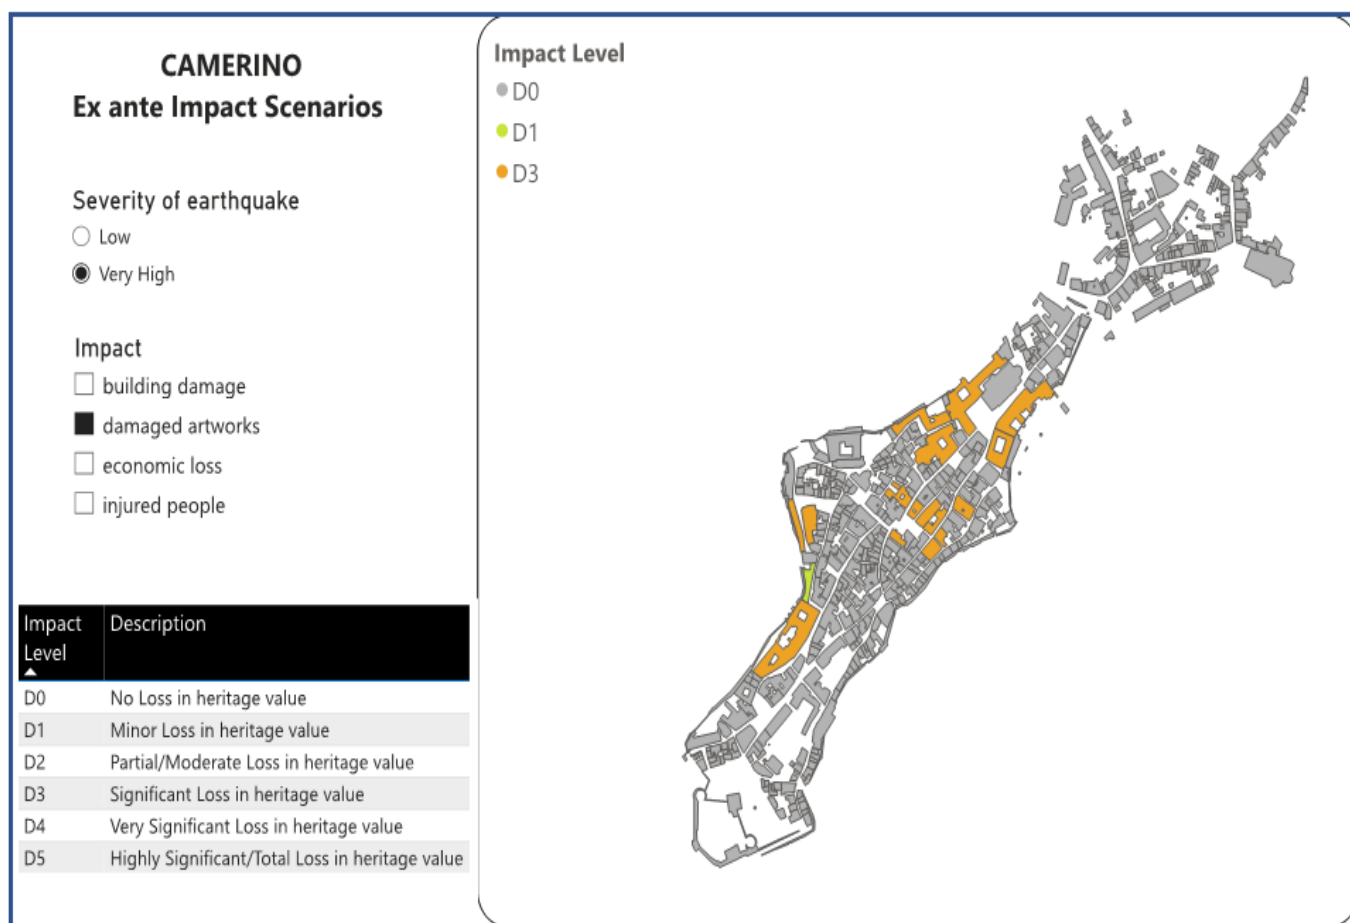 CAMERINO
Ex ante Impact Scenarios
Severity of earthquake
Low
Very High
Impact
building damage
damaged artworks
economic loss
injured people
Impact Level Description
D0 No Loss in heritage value
D1 Minor Loss in heritage value
D2 Partial/Moderate Loss in heritage value
D3 Significant Loss in heritage value
D4 Very Significant Loss in heritage value
D5 Highly Significant/Total Loss in heritage value
Impact Level
D0
D1
D3